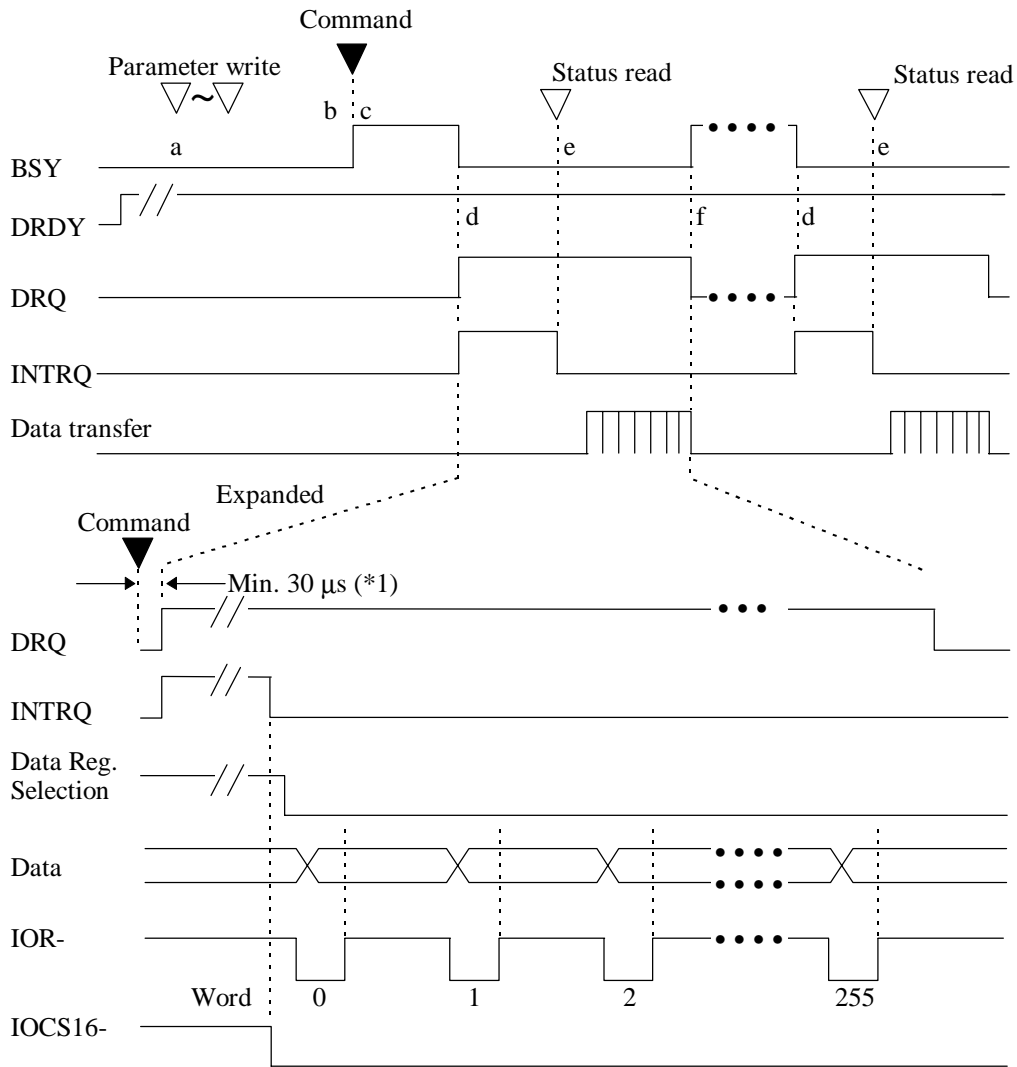 Command
Parameter write
Status read
Status read
b c
a
e
e
BSY
d
f
d
DRDY
DRQ
INTRQ
Data transfer
Expanded
Command
Min. 30 μs (*1)
DRQ
INTRQ
Data Reg.
Selection
Data
IOR-
Word 0 1 2 255
IOCS16-